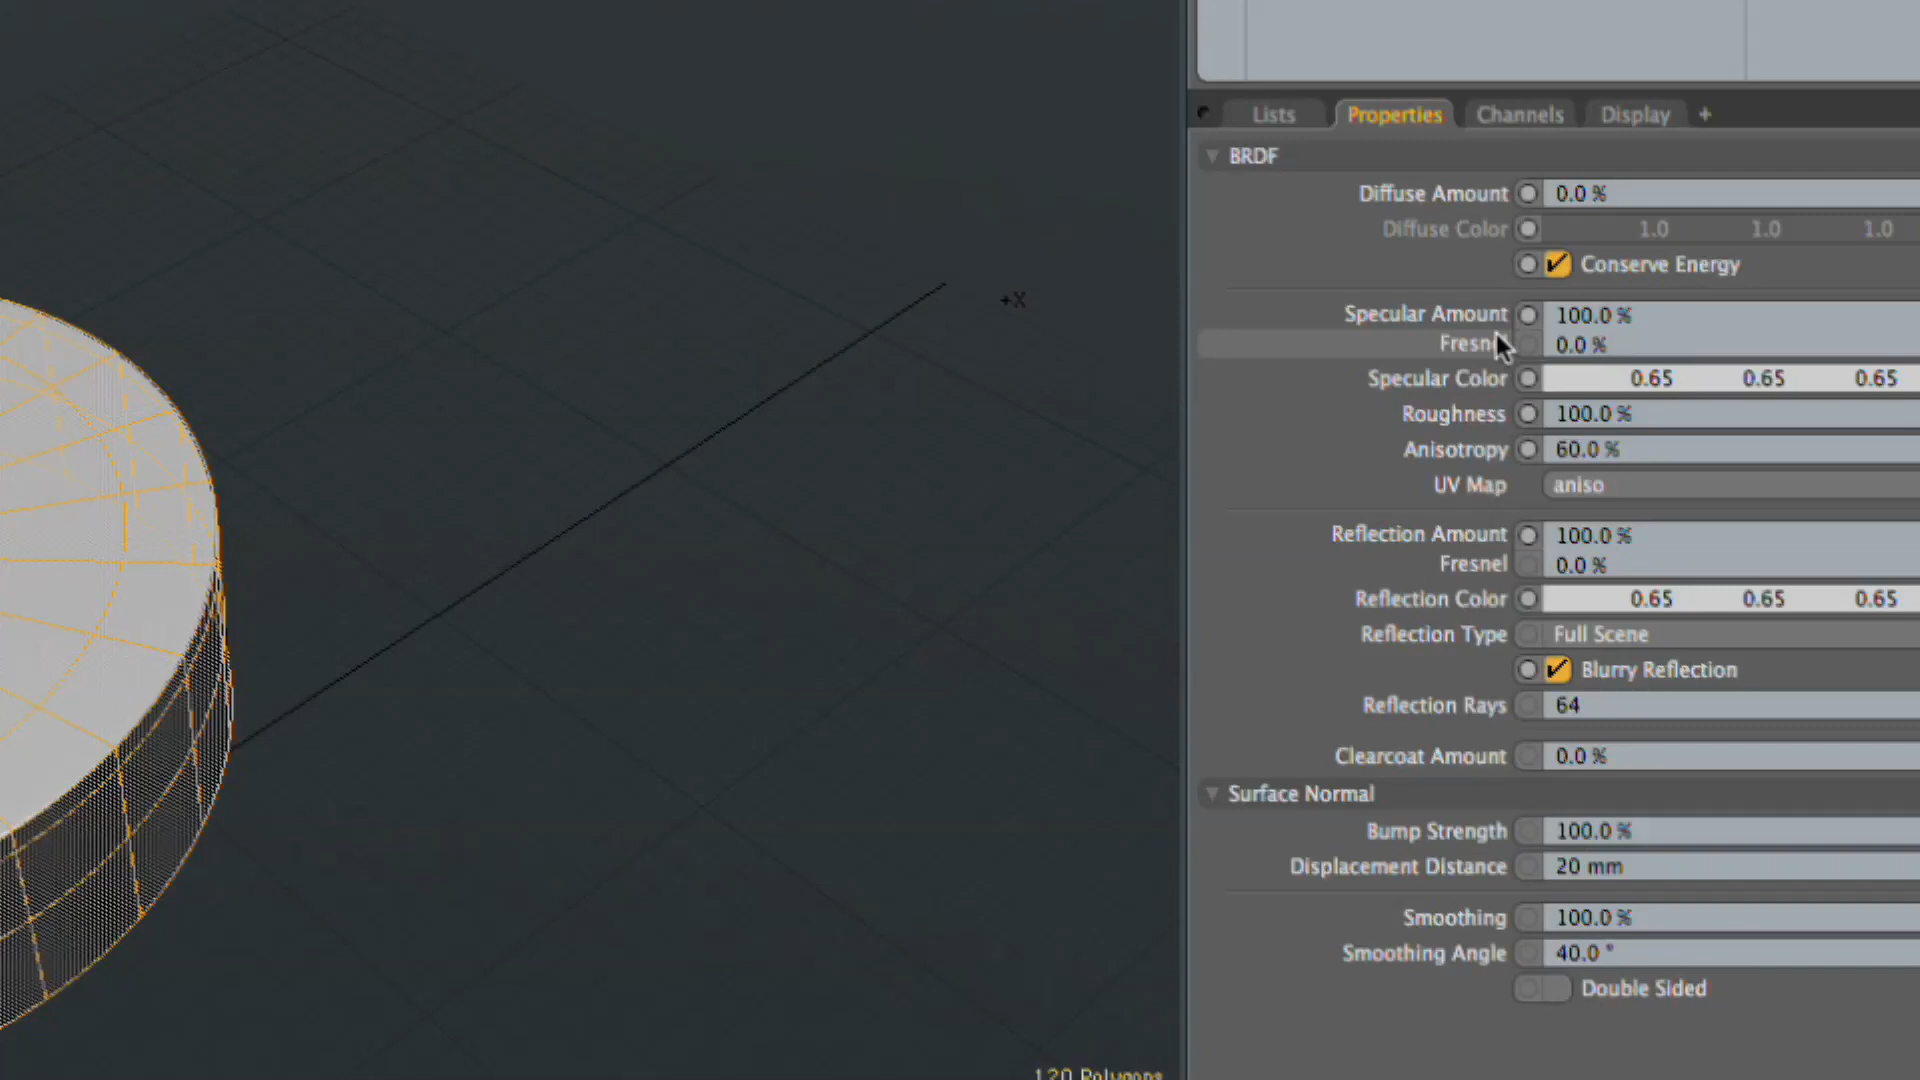 Lists Properties Channels Display +
BRDF
Diffuse Amount 0.0 %
Diffuse Color 1.0 1.0 1.0
Conserve Energy
+X
Specular Amount 100.0 %
Fresn 0.0 %
Specular Color 0.65 0.65 0.65
Roughness 100.0 %
Anisotropy 60.0 %
UV Map aniso
Reflection Amount 100.0 %
Fresnel 0.0 %
Reflection Color 0.65 0.65 0.65
Reflection Type Full Scene
Blurry Reflection
Reflection Rays 64
Clearcoat Amount 0.0 %
Surface Normal
Bump Strength 100.0 %
Displacement Distance 20 mm
Smoothing 100.0 %
Smoothing Angle 40.0 °
Double Sided
120 Polygons